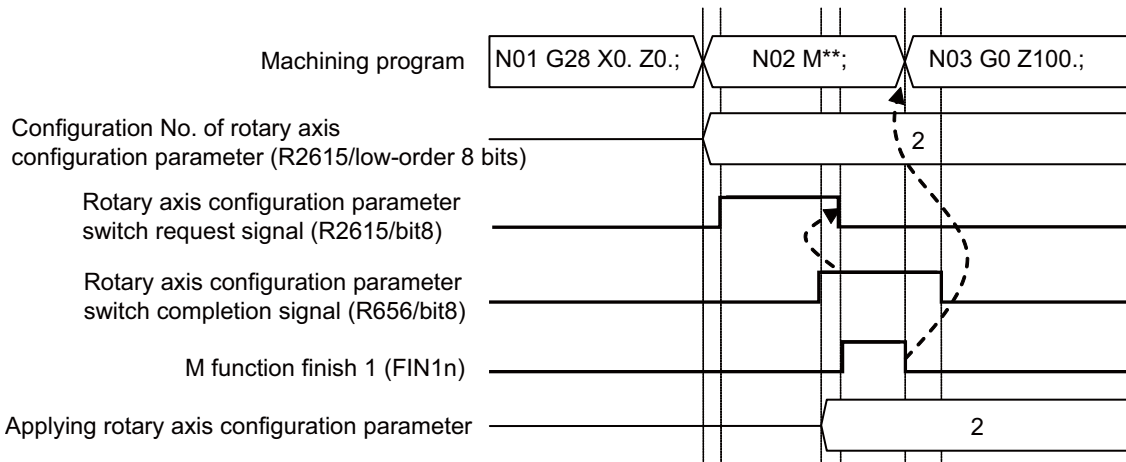 Machining program
N01 G28 X0. Z0.;
N02 M**;
N03 G0 Z100.;
Configuration No. of rotary axis
configuration parameter (R2615/low-order 8 bits)
2
Rotary axis configuration parameter
switch request signal (R2615/bit8)
Rotary axis configuration parameter
switch completion signal (R656/bit8)
M function finish 1 (FIN1n)
Applying rotary axis configuration parameter
2